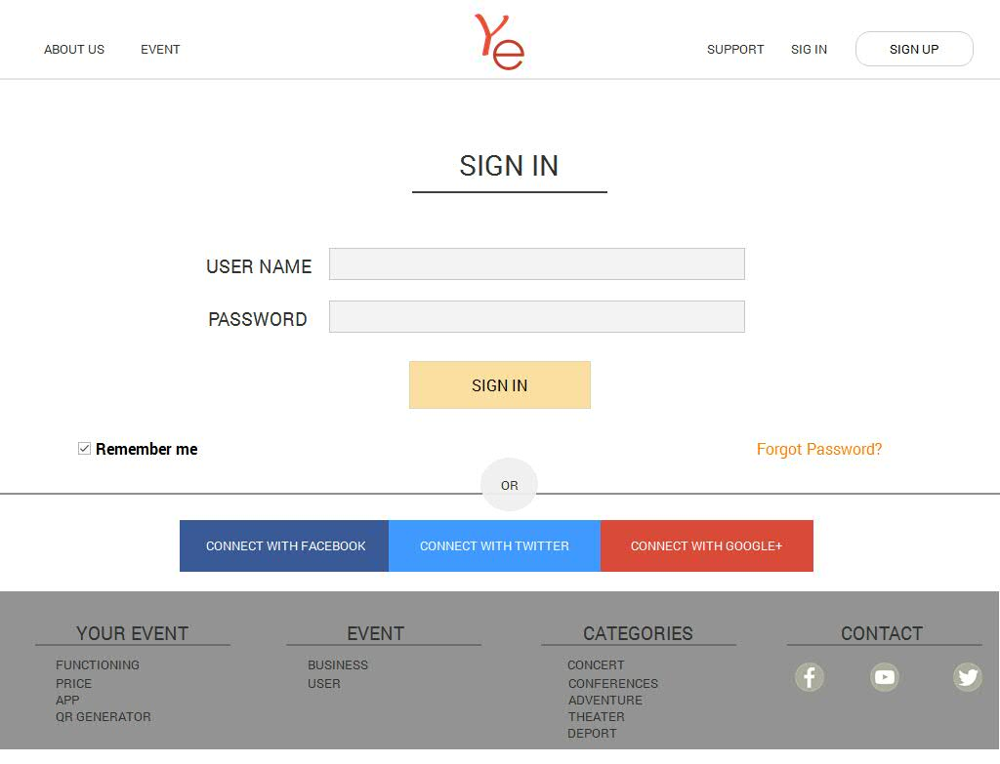 ABOUT US
EVENT
Ye
SUPPORT
SIG IN
SIGN UP
SIGN IN
USER NAME
PASSWORD
SIGN IN
Remember me
Forgot Password?
OR
CONNECT WITH FACEBOOK
CONNECT WITH TWITTER
CONNECT WITH GOOGLE+
YOUR EVENT
FUNCTIONING
PRICE
APP
QR GENERATOR
EVENT
BUSINESS
USER
CATEGORIES
CONCERT
CONFERENCES
ADVENTURE
THEATER
DEPORT
CONTACT